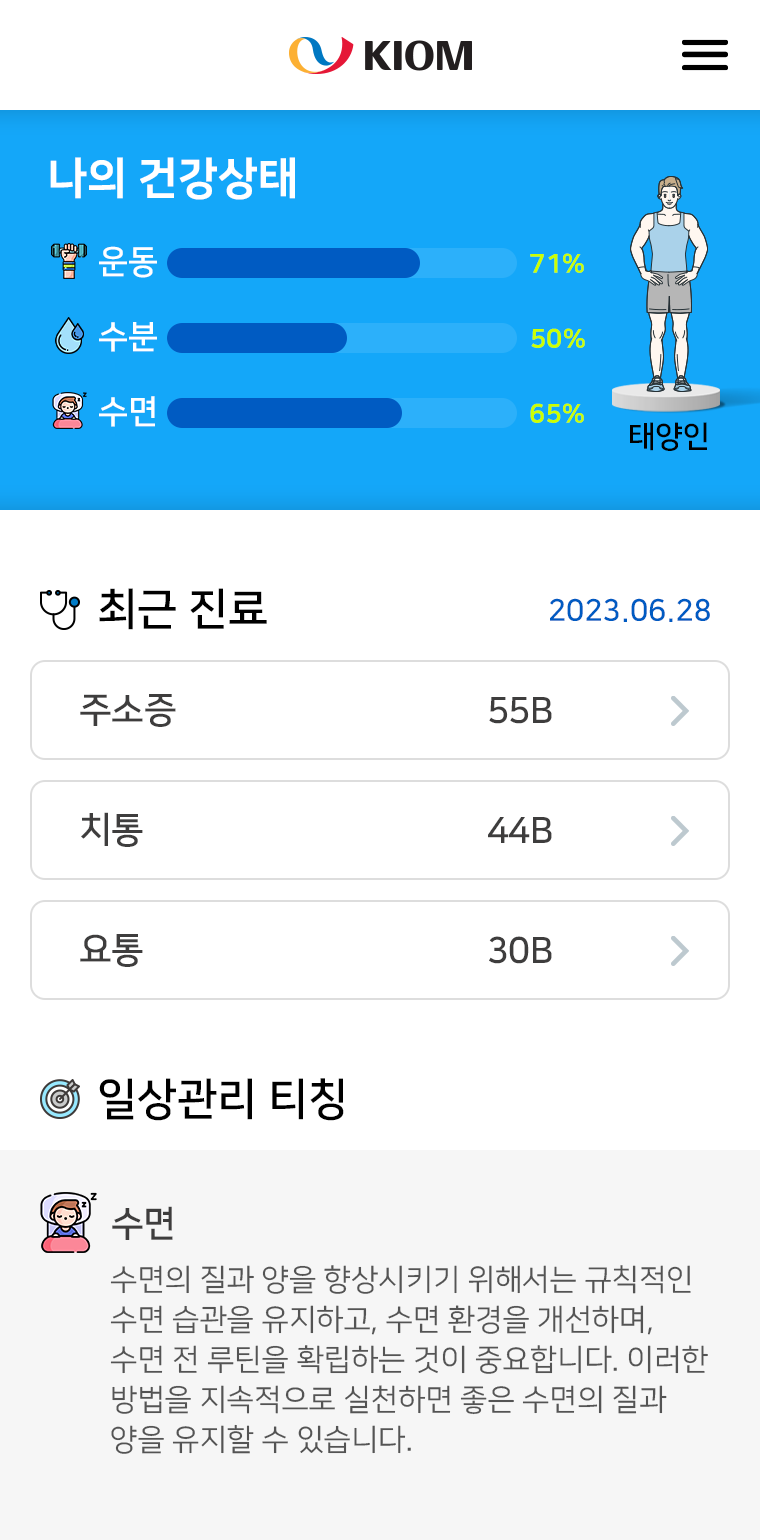 KIOM
나의 건강상태
운동 71%
수분 50%
수면 65%
태양인
최근 진료 2023.06.28
주소증 55B
치통 44B
요통 30B
일상관리 티칭
수면
수면의 질과 양을 향상시키기 위해서는 규칙적인
수면 습관을 유지하고, 수면 환경을 개선하며,
수면 전 루틴을 확립하는 것이 중요합니다. 이러한
방법을 지속적으로 실천하면 좋은 수면의 질과
양을 유지할 수 있습니다.